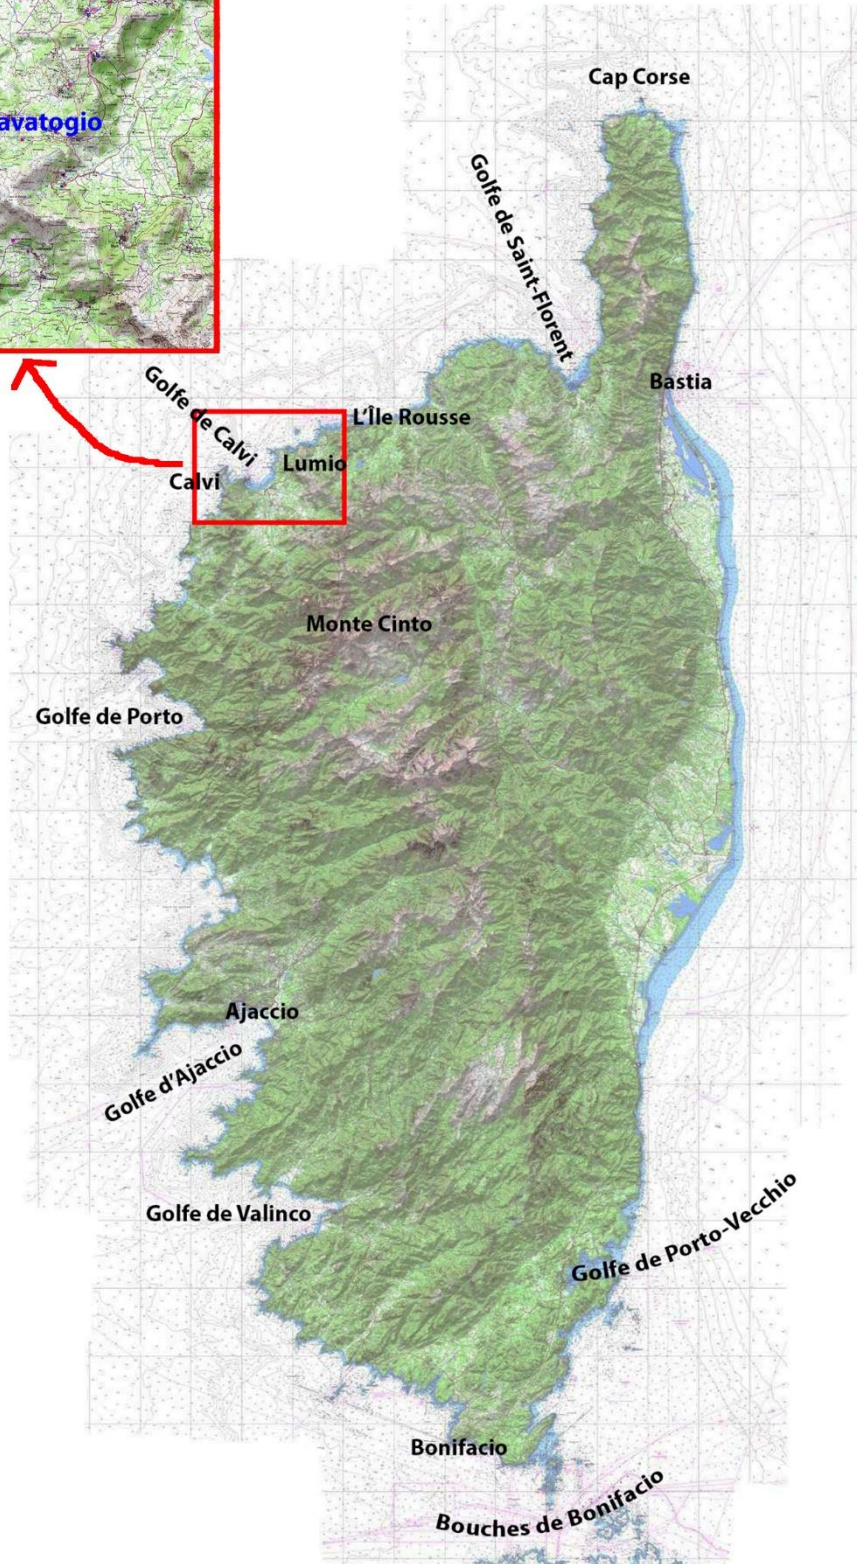 avatogio
Cap Corse
Golfe de Saint-Florent
Bastia
Golfe de Calvi
L'Île Rousse
Lumio
Calvi
Monte Cinto
Golfe de Porto
Ajaccio
Golfe d'Ajaccio
Golfe de Valinco
Golfe de Porto-Vecchio
Bonifacio
Bouches de Bonifacio